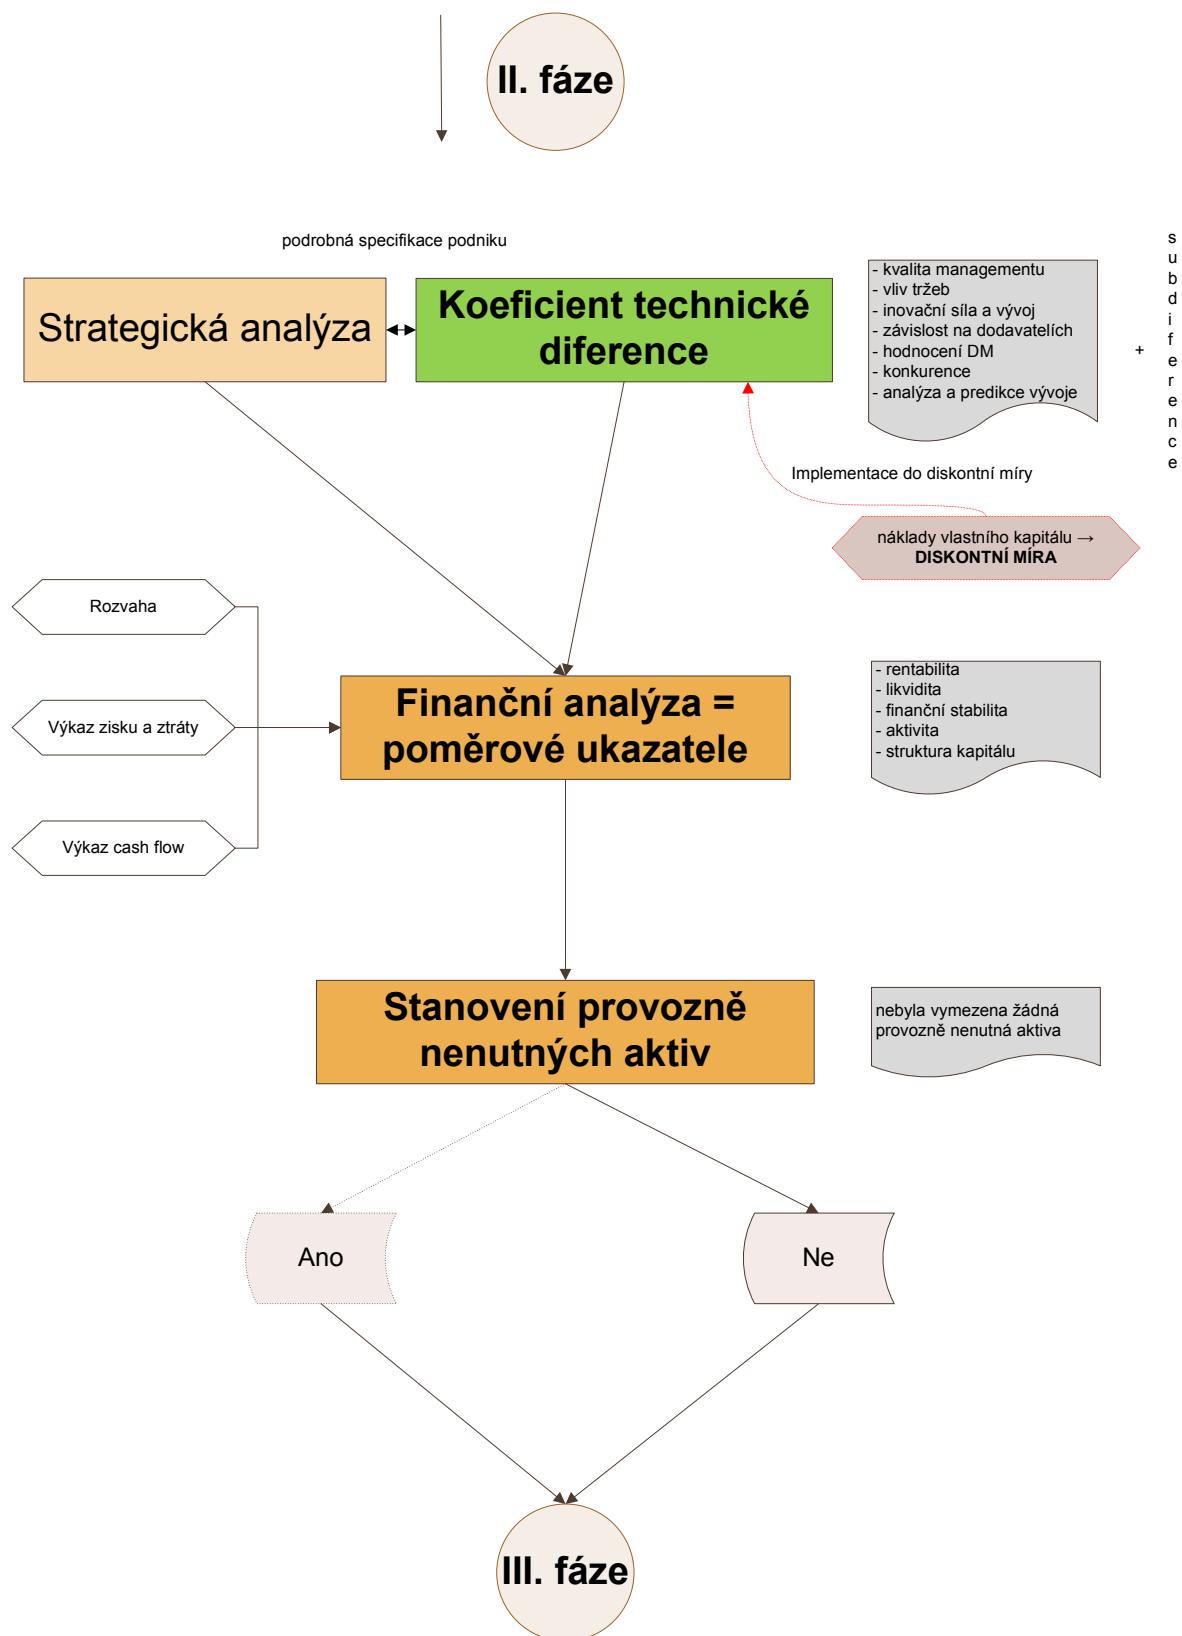 II. fáze
podrobná specifikace podniku
Strategická analýza
Koeficient technické
diference
- kvalita managementu
- vliv tržeb
- inovační síla a vývoj
- závislost na dodavatelích
- hodnocení DM
- konkurence
- analýza a predikce vývoje
+
s
u
b
d
i
f
e
r
e
n
c
e
Implementace do diskontní míry
náklady vlastního kapitálu →
DISKONTNÍ MÍRA
Rozvaha
Výkaz zisku a ztráty
Výkaz cash flow
Finanční analýza =
poměrové ukazatele
- rentabilita
- likvidita
- finanční stabilita
- aktivita
- struktura kapitálu
Stanovení provozně
nenutných aktiv
nebyla vymezena žádná
provozně nenutná aktiva
Ano
Ne
III. fáze